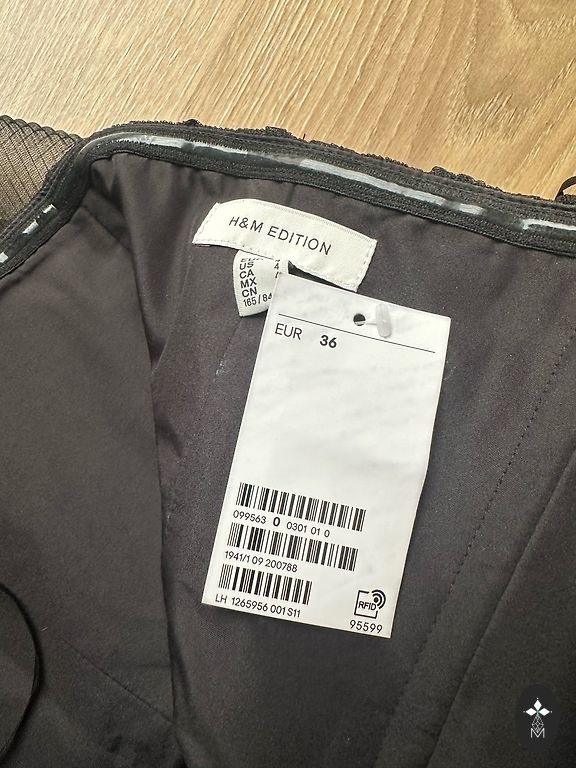 H&M EDITION
US 4
CA
MX
CN
165/84
EUR 36
099563 0 0301 01 0
1941/1 09 200788
LH 1265956 001 S11
RFID
95599
M